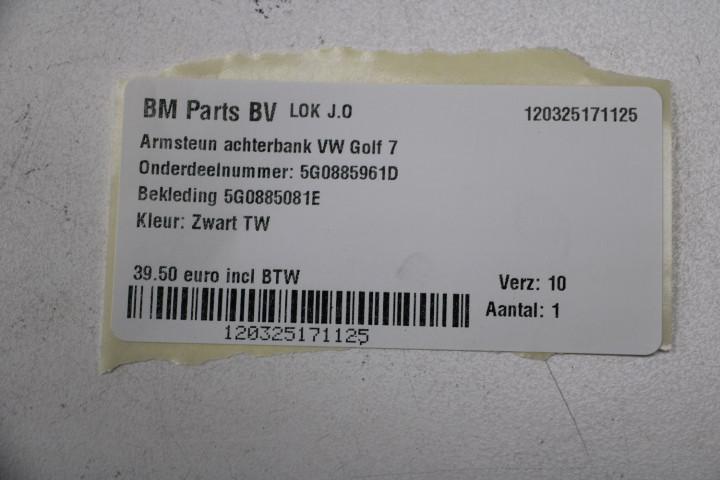 BM Parts BV LOK J.O 120325171125
Armsteun achterbank VW Golf 7
Onderdeelnummer: 5G0885961D
Bekleding 5G0885081E
Kleur: Zwart TW
39.50 euro incl BTW Verz: 10
Aantal: 1
120325171125